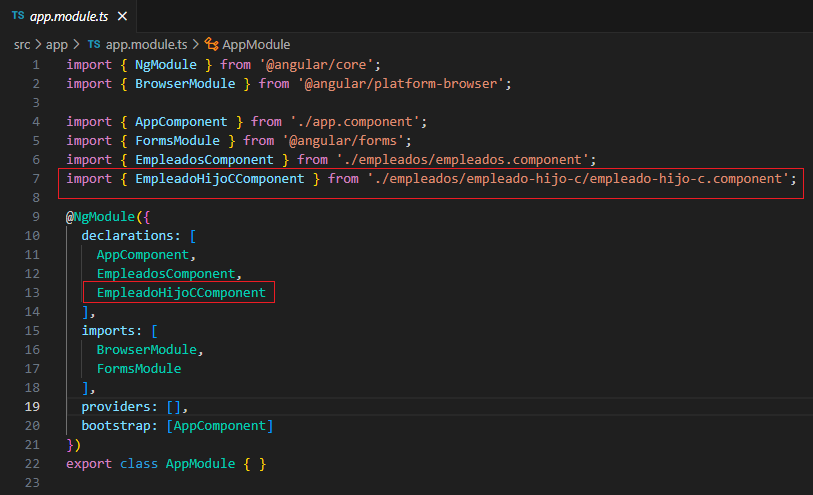 TS app.module.ts ×
src > app > TS app.module.ts > AppModule
1 import { NgModule } from '@angular/core';
2 import { BrowserModule } from '@angular/platform-browser';
3
4 import { AppComponent } from './app.component';
5 import { FormsModule } from '@angular/forms';
6 import { EmpleadosComponent } from './empleados/empleados.component';
7 import { EmpleadoHijoCComponent } from './empleados/empleado-hijo-c/empleado-hijo-c.component';
8
9 @NgModule({
10   declarations: [
11     AppComponent,
12     EmpleadosComponent,
13     EmpleadoHijoCComponent
14   ],
15   imports: [
16     BrowserModule,
17     FormsModule
18   ],
19   providers: [],
20   bootstrap: [AppComponent]
21 })
22 export class AppModule { }
23